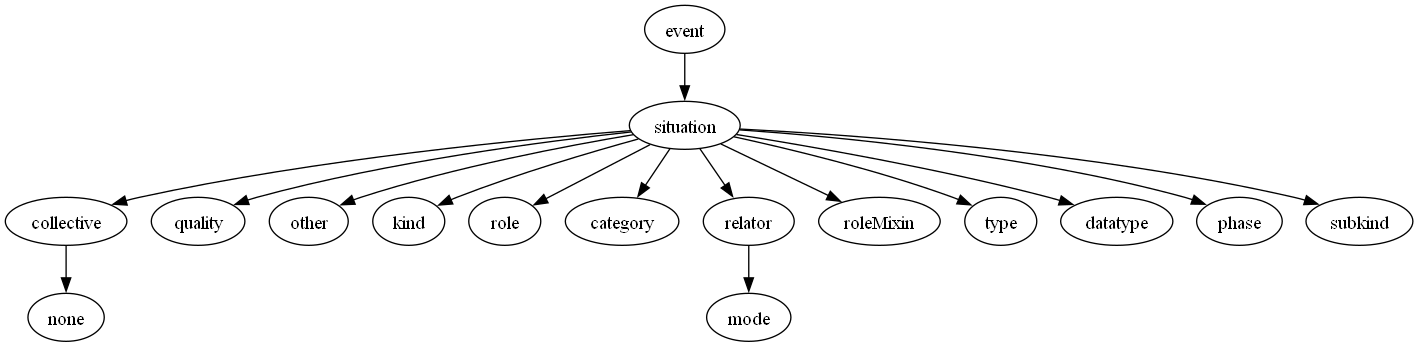 event
situation
collective
quality
other
kind
role
category
relator
roleMixin
type
datatype
phase
subkind
none
mode